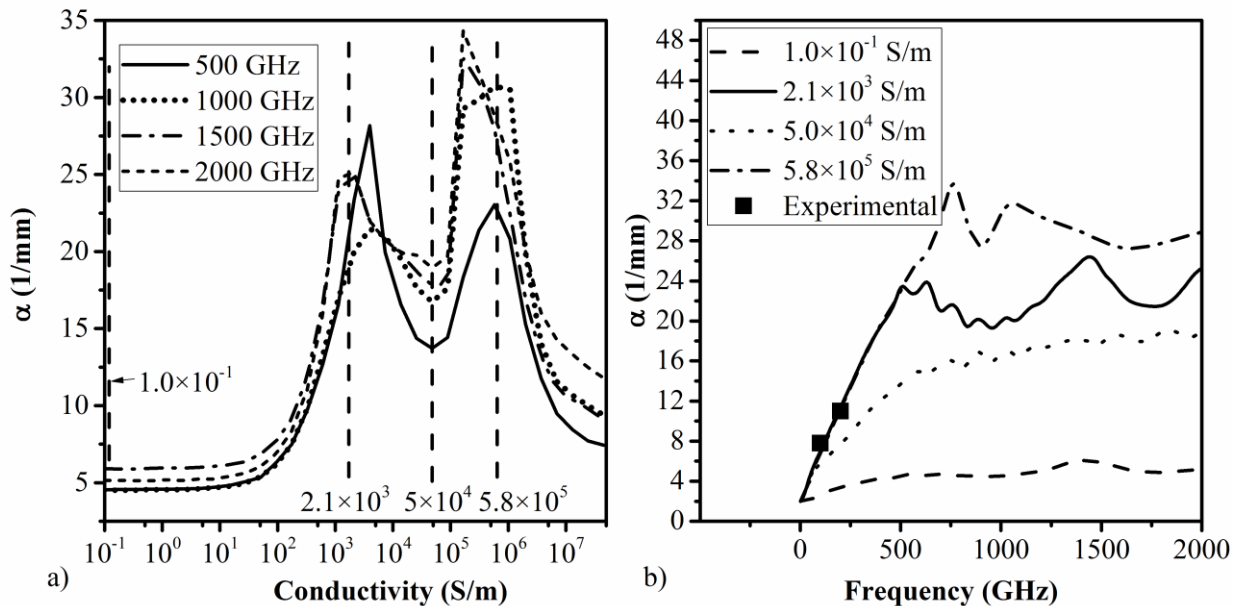 35
30
25
20
15
10
5
α (1/mm)
500 GHz
1000 GHz
1500 GHz
2000 GHz
1.0×10⁻¹
2.1×10³ 5×10⁴ 5.8×10⁵
10⁻¹ 10⁰ 10¹ 10² 10³ 10⁴ 10⁵ 10⁶ 10⁷
a)
Conductivity (S/m)
48
44
40
36
32
28
24
20
16
12
8
4
0
α (1/mm)
1.0×10⁻¹ S/m
2.1×10³ S/m
5.0×10⁴ S/m
5.8×10⁵ S/m
Experimental
0 500 1000 1500 2000
b)
Frequency (GHz)